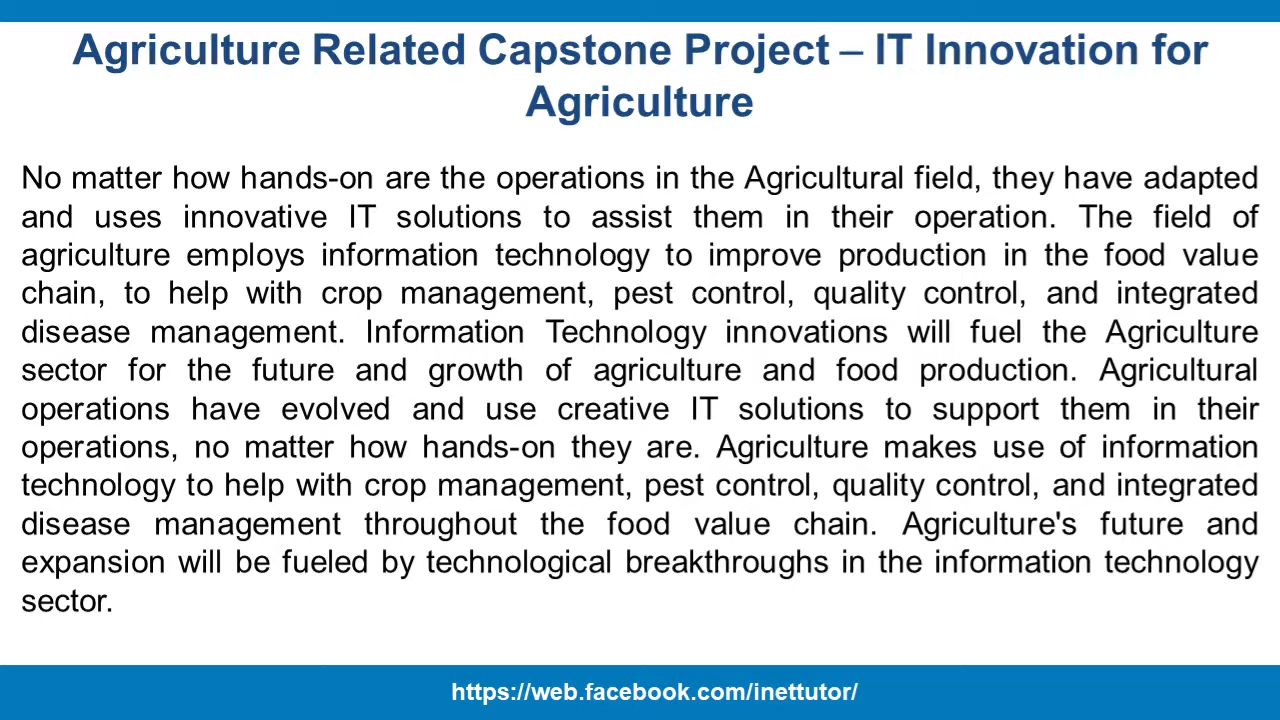 Agriculture Related Capstone Project – IT Innovation for
Agriculture
No matter how hands-on are the operations in the Agricultural field, they have adapted
and uses innovative IT solutions to assist them in their operation. The field of
agriculture employs information technology to improve production in the food value
chain, to help with crop management, pest control, quality control, and integrated
disease management. Information Technology innovations will fuel the Agriculture
sector for the future and growth of agriculture and food production. Agricultural
operations have evolved and use creative IT solutions to support them in their
operations, no matter how hands-on they are. Agriculture makes use of information
technology to help with crop management, pest control, quality control, and integrated
disease management throughout the food value chain. Agriculture's future and
expansion will be fueled by technological breakthroughs in the information technology
sector.
https://web.facebook.com/inettutor/